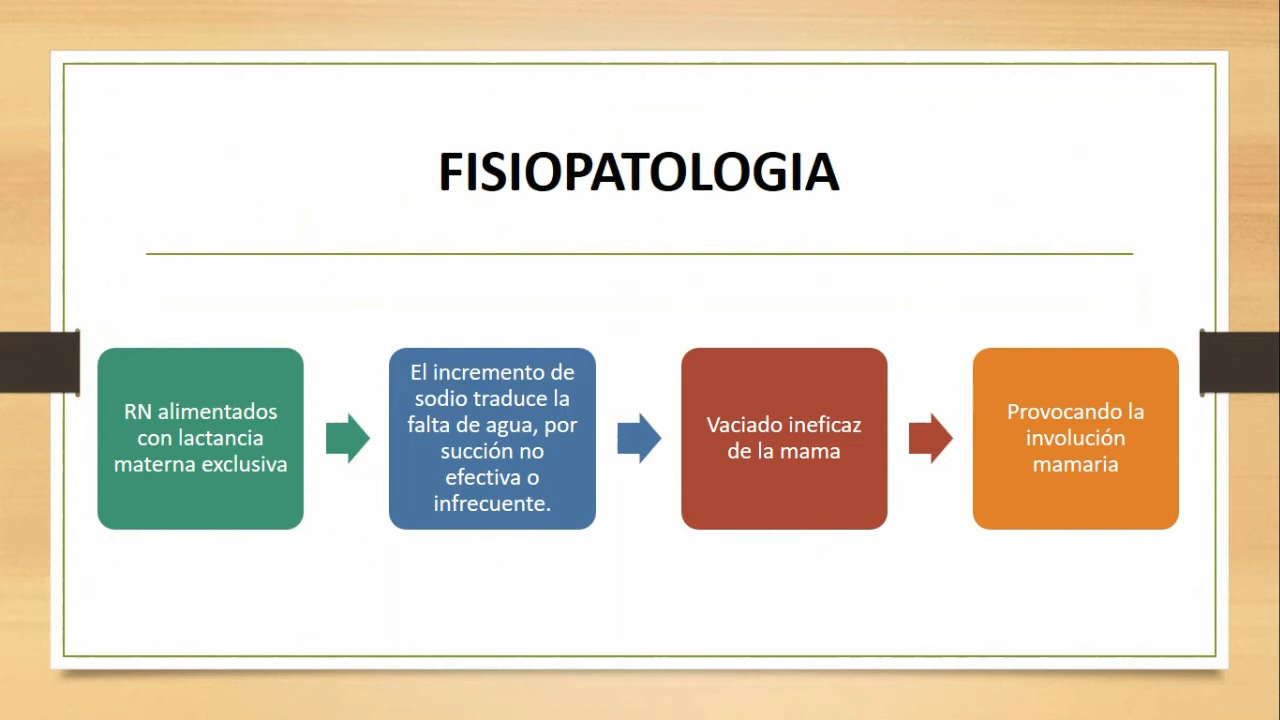 FISIOPATOLOGIA
RN alimentados
con lactancia
materna exclusiva
El incremento de
sodio traduce la
falta de agua, por
succión no
efectiva o
infrecuente.
Vaciado ineficaz
de la mama
Provocando la
involución
mamaria